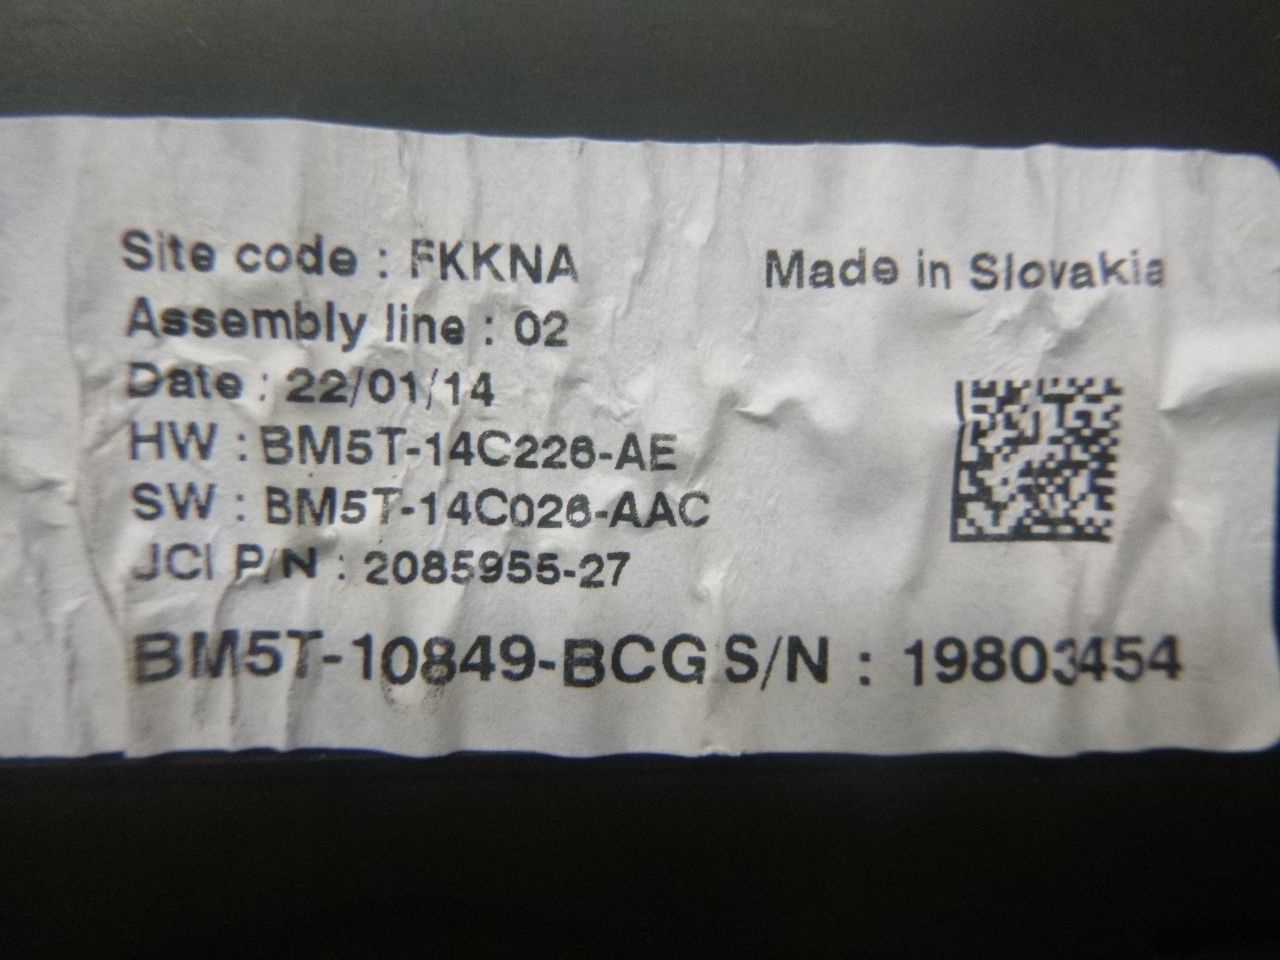 Site code : FKKNA
Made in Slovakia
Assembly line : 02
Date : 22/01/14
HW : BM5T-14C226-AE
SW : BM5T-14C026-AAC
JCI P/N : 2085955-27
BM5T-10849-BCG S/N : 19803454